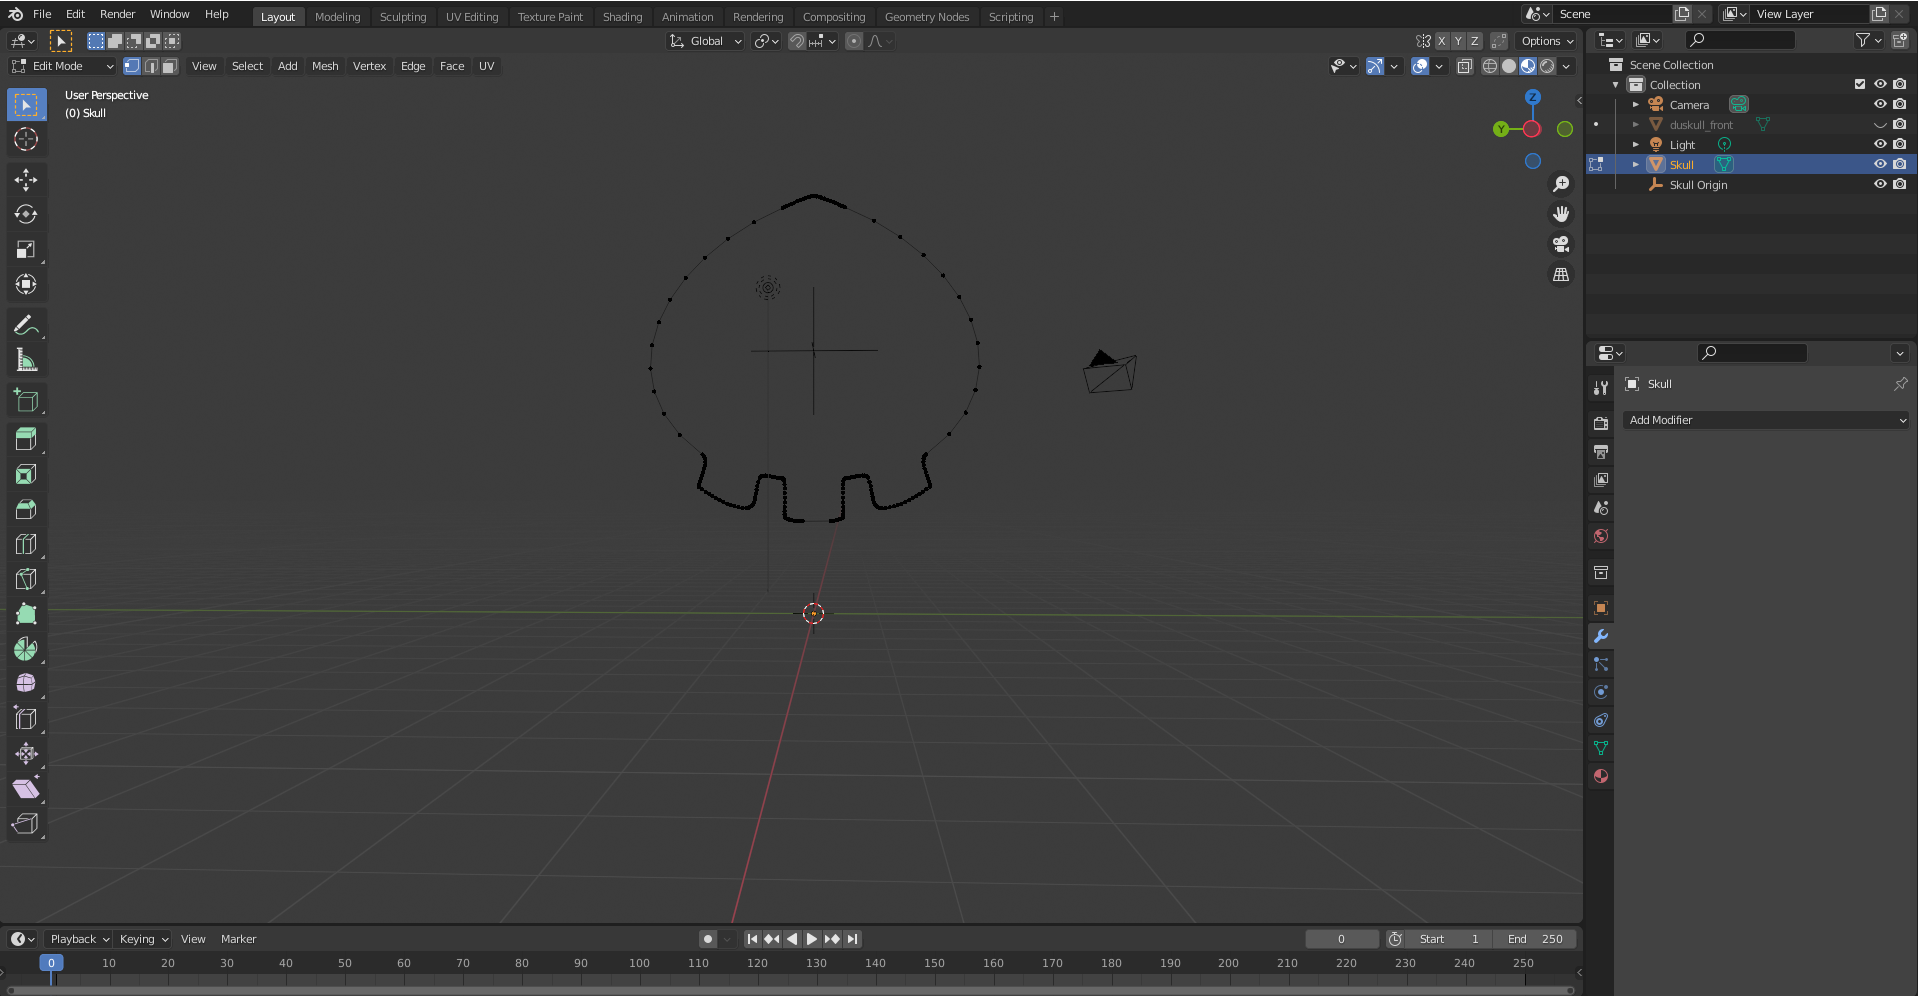 File Edit Render Window Help Layout Modeling Sculpting UV Editing Texture Paint Shading Animation Rendering Compositing Geometry Nodes Scripting + Scene View Layer
Global X Y Z Options
Edit Mode View Select Add Mesh Vertex Edge Face UV
User Perspective
(0) Skull
Z
Y
Scene Collection
Collection
Camera
duskull_front
Light
Skull
Skull Origin
Skull
Add Modifier
Playback Keying View Marker 0 Start 1 End 250
0 10 20 30 40 50 60 70 80 90 100 110 120 130 140 150 160 170 180 190 200 210 220 230 240 250